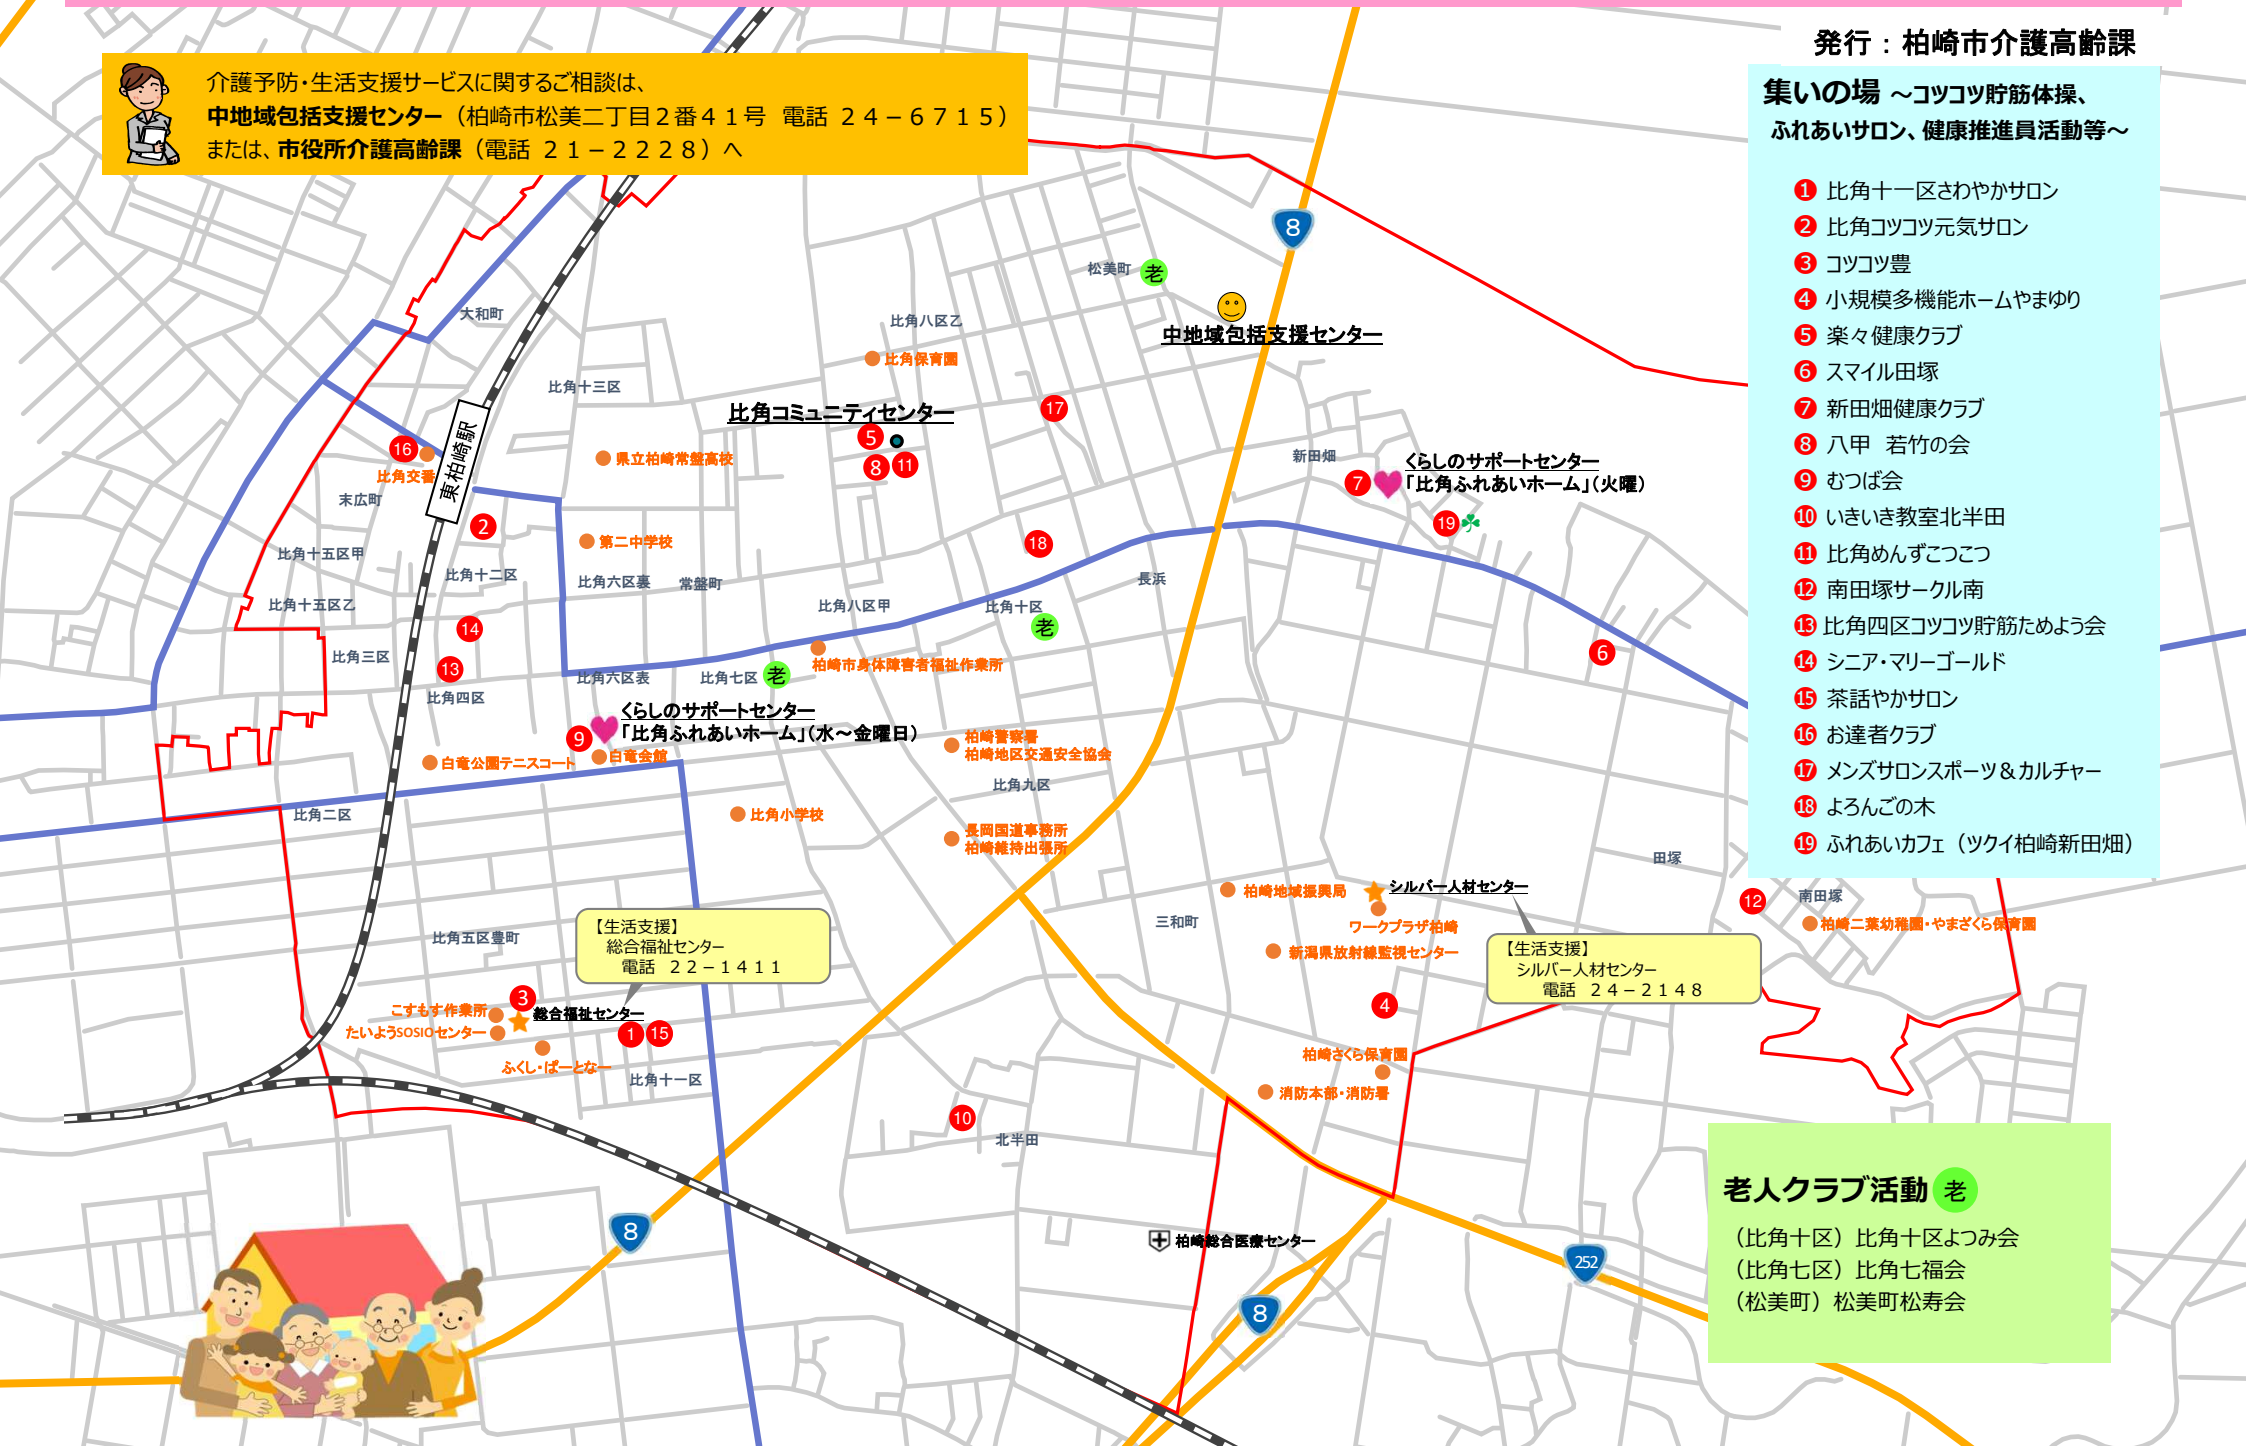 発行：柏崎市介護高齢課
介護予防・生活支援サービスに関するご相談は、
中地域包括支援センター（柏崎市松美二丁目２番４１号 電話 ２４－６７１５）
または、市役所介護高齢課（電話 ２１－２２２８）へ
集いの場 ～コツコツ貯筋体操、
ふれあいサロン、健康推進員活動等～
1 比角十一区さわやかサロン
2 比角コツコツ元気サロン
3 コツコツ豊
4 小規模多機能ホームやまゆり
5 楽々健康クラブ
6 スマイル田塚
7 新田畑健康クラブ
8 八甲 若竹の会
9 むつば会
10 いきいき教室北半田
11 比角めんずこつこつ
12 南田塚サークル南
13 比角四区コツコツ貯筋ためよう会
14 シニア・マリーゴールド
15 茶話やかサロン
16 お達者クラブ
17 メンズサロンスポーツ＆カルチャー
18 よろんごの木
19 ふれあいカフェ（ツクイ柏崎新田畑）
8
松美町 老
大和町
比角八区乙
中地域包括支援センター
比角保育園
比角十三区
比角コミュニティセンター
17
5
8 11
16
比角交番
東柏崎駅
県立柏崎常盤高校
新田畑
くらしのサポートセンター
7 「比角ふれあいホーム」（火曜）
19
末広町
2
第二中学校
18
比角十五区甲
比角十二区
比角六区裏
常盤町
長浜
比角十五区乙
比角八区甲
比角十区
老
14
比角三区
13
比角四区
6
柏崎市身体障害者福祉作業所
比角六区表
比角七区 老
くらしのサポートセンター
9 「比角ふれあいホーム」（水～金曜日）
白竜公園テニスコート
白竜会館
柏崎警察署
柏崎地区交通安全協会
比角九区
比角二区
比角小学校
長岡国道事務所
柏崎維持出張所
田塚
柏崎地域振興局
シルバー人材センター
ワークプラザ柏崎
12
南田塚
柏崎二葉幼稚園・やまざくら保育園
三和町
新潟県放射線監視センター
【生活支援】
総合福祉センター
電話 ２２－１４１１
【生活支援】
シルバー人材センター
電話 ２４－２１４８
比角五区豊町
3
こすもす作業所
総合福祉センター
たいようSOSIOセンター
1 15
ふくし・ぱーとなー
比角十一区
4
柏崎さくら保育園
消防本部・消防署
10
北半田
8
柏崎総合医療センター
252
8
老人クラブ活動 老
（比角十区）比角十区よつみ会
（比角七区）比角七福会
（松美町）松美町松寿会